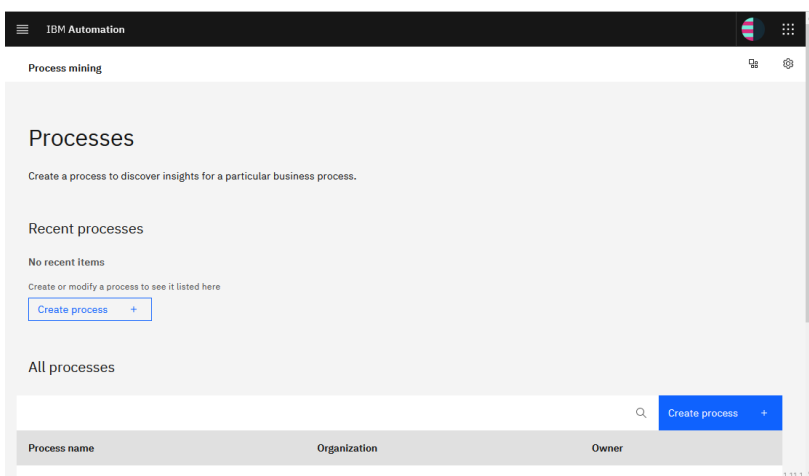 IBM Automation
Process mining
Processes
Create a process to discover insights for a particular business process.
Recent processes
No recent items
Create or modify a process to see it listed here
Create process +
All processes
Create process +
Process name Organization Owner